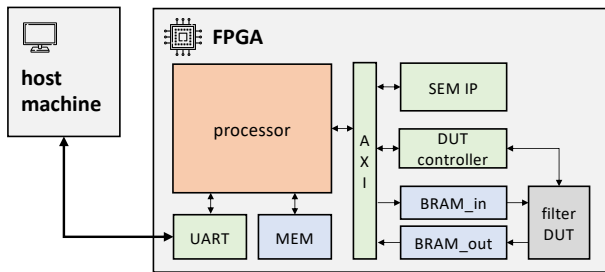 host
machine
FPGA
processor
UART
MEM
A
X
I
SEM IP
DUT
controller
BRAM_in
BRAM_out
filter
DUT